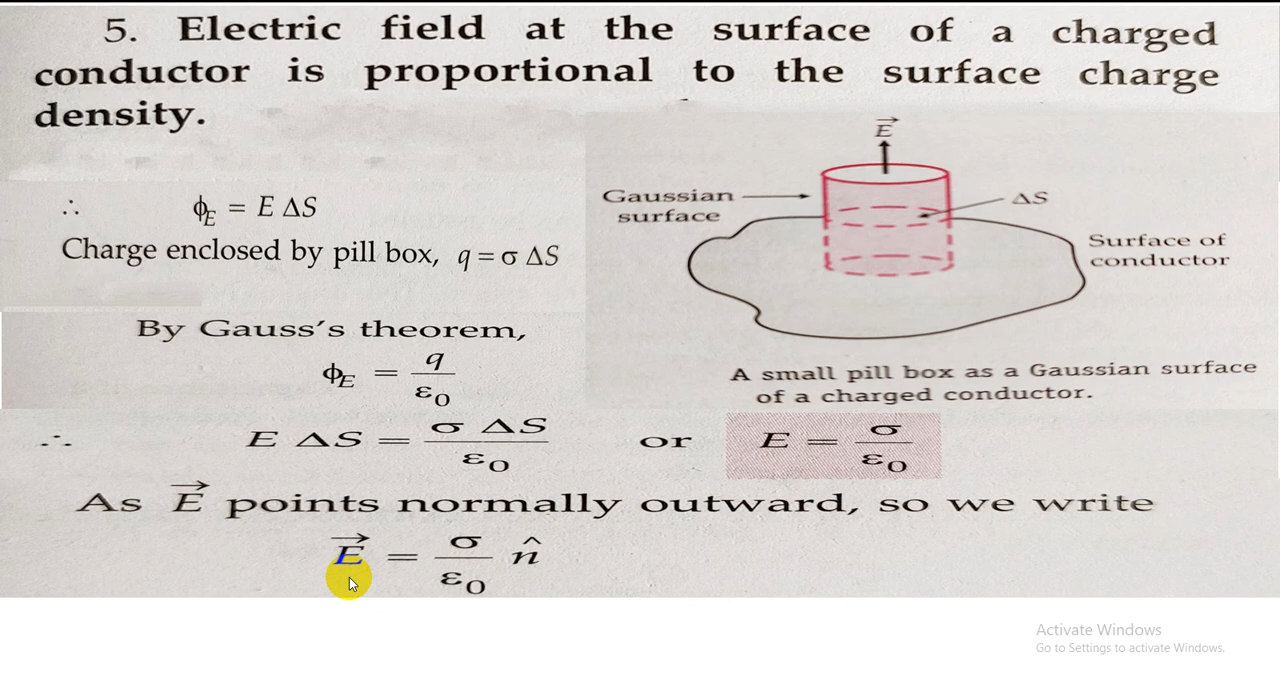 5. Electric field at the surface of a charged
conductor is proportional to the surface charge
density.
∴ ϕ_E = E ΔS
Charge enclosed by pill box, q = σ ΔS
By Gauss's theorem,
ϕ_E = q / ε₀
E⃗
Gaussian
surface
ΔS
Surface of
conductor
A small pill box as a Gaussian surface
of a charged conductor.
∴ E ΔS = σ ΔS / ε₀ or E = σ / ε₀
As E⃗ points normally outward, so we write
E⃗ = σ / ε₀ n̂
Activate Windows
Go to Settings to activate Windows.